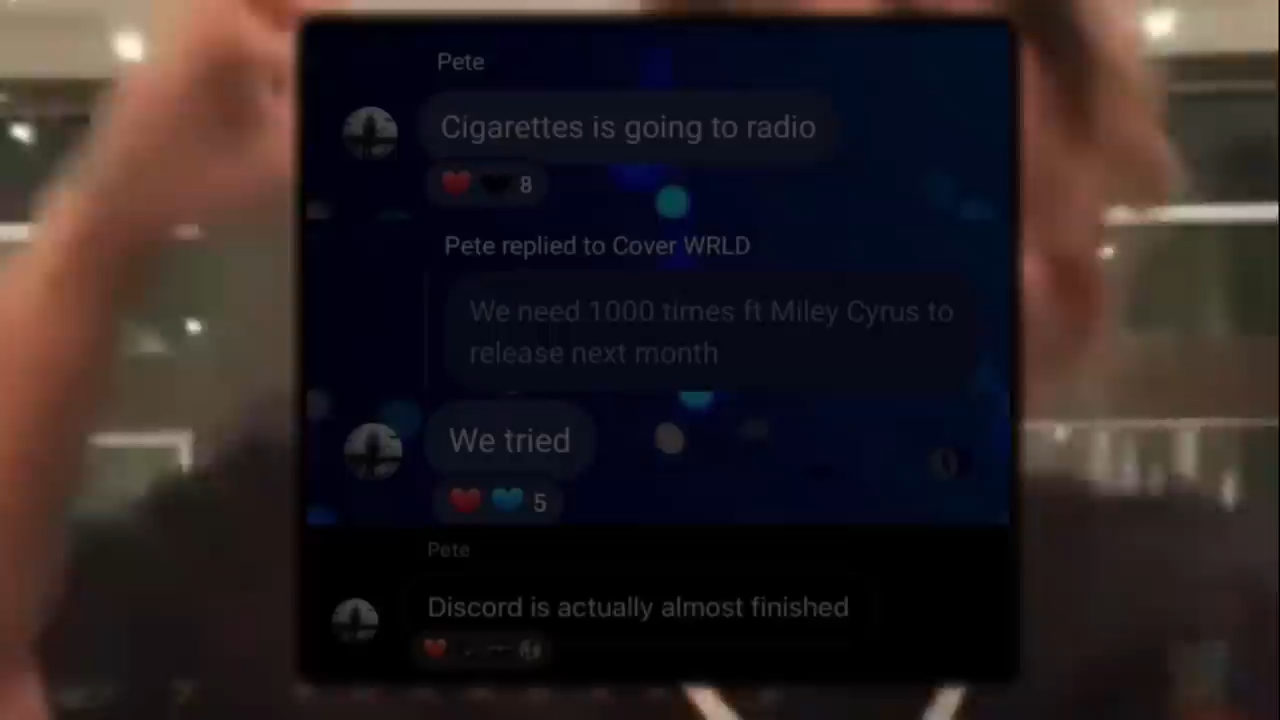 Pete
Cigarettes is going to radio
8
Pete replied to Cover WRLD
We need 1000 times ft Miley Cyrus to
release next month
We tried
5
Pete
Discord is actually almost finished